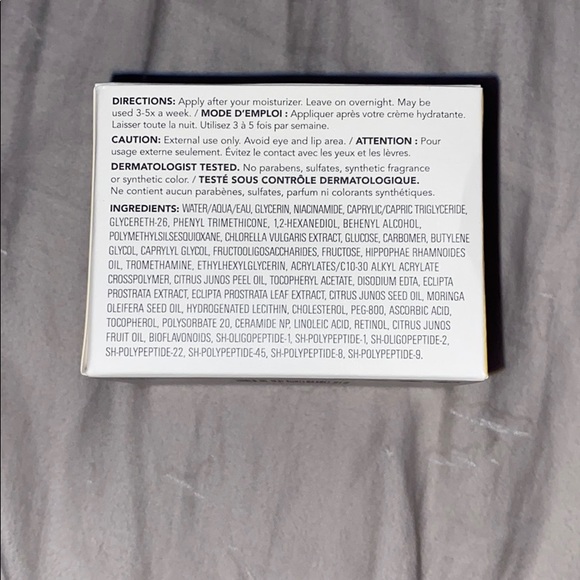 DIRECTIONS: Apply after your moisturizer. Leave on overnight. May be
used 3-5x a week. / MODE D'EMPLOI : Appliquer après votre crème hydratante.
Laisser toute la nuit. Utilisez 3 à 5 fois par semaine.
CAUTION: External use only. Avoid eye and lip area. / ATTENTION : Pour
usage externe seulement. Évitez le contact avec les yeux et les lèvres.
DERMATOLOGIST TESTED. No parabens, sulfates, synthetic fragrance
or synthetic color. / TESTÉ SOUS CONTRÔLE DERMATOLOGIQUE.
Ne contient aucun parabènes, sulfates, parfum ni colorants synthétiques.
INGREDIENTS: WATER/AQUA/EAU, GLYCERIN, NIACINAMIDE, CAPRYLIC/CAPRIC TRIGLYCERIDE,
GLYCERETH-26, PHENYL TRIMETHICONE, 1,2-HEXANEDIOL, BEHENYL ALCOHOL,
POLYMETHYLSILSESQUIOXANE, CHLORELLA VULGARIS EXTRACT, GLUCOSE, CARBOMER, BUTYLENE
GLYCOL, CAPRYLYL GLYCOL, FRUCTOOLIGOSACCHARIDES, FRUCTOSE, HIPPOPHAE RHAMNOIDES
OIL, TROMETHAMINE, ETHYLHEXYLGLYCERIN, ACRYLATES/C10-30 ALKYL ACRYLATE
CROSSPOLYMER, CITRUS JUNOS PEEL OIL, TOCOPHERYL ACETATE, DISODIUM EDTA, ECLIPTA
PROSTRATA EXTRACT, ECLIPTA PROSTRATA LEAF EXTRACT, CITRUS JUNOS SEED OIL, MORINGA
OLEIFERA SEED OIL, HYDROGENATED LECITHIN, CHOLESTEROL, PEG-800, ASCORBIC ACID,
TOCOPHEROL, POLYSORBATE 20, CERAMIDE NP, LINOLEIC ACID, RETINOL, CITRUS JUNOS
FRUIT OIL, BIOFLAVONOIDS, SH-OLIGOPEPTIDE-1, SH-POLYPEPTIDE-1, SH-OLIGOPEPTIDE-2,
SH-POLYPEPTIDE-22, SH-POLYPEPTIDE-45, SH-POLYPEPTIDE-8, SH-POLYPEPTIDE-9.